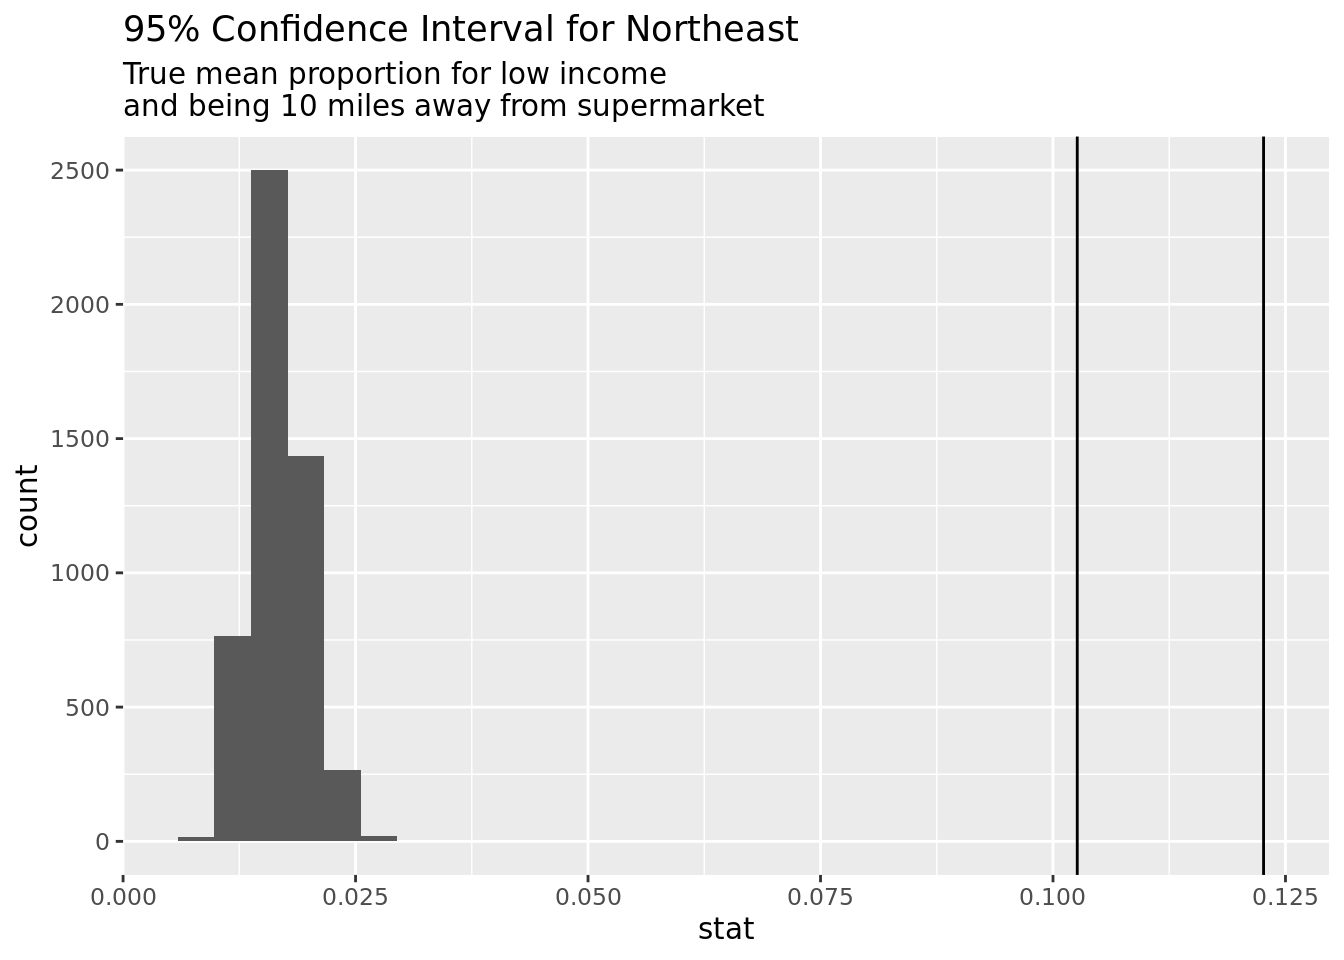 95% Confidence Interval for Northeast
True mean proportion for low income
and being 10 miles away from supermarket
2500
2000
1500
1000
500
0
count
0.000 0.025 0.050 0.075 0.100 0.125
stat